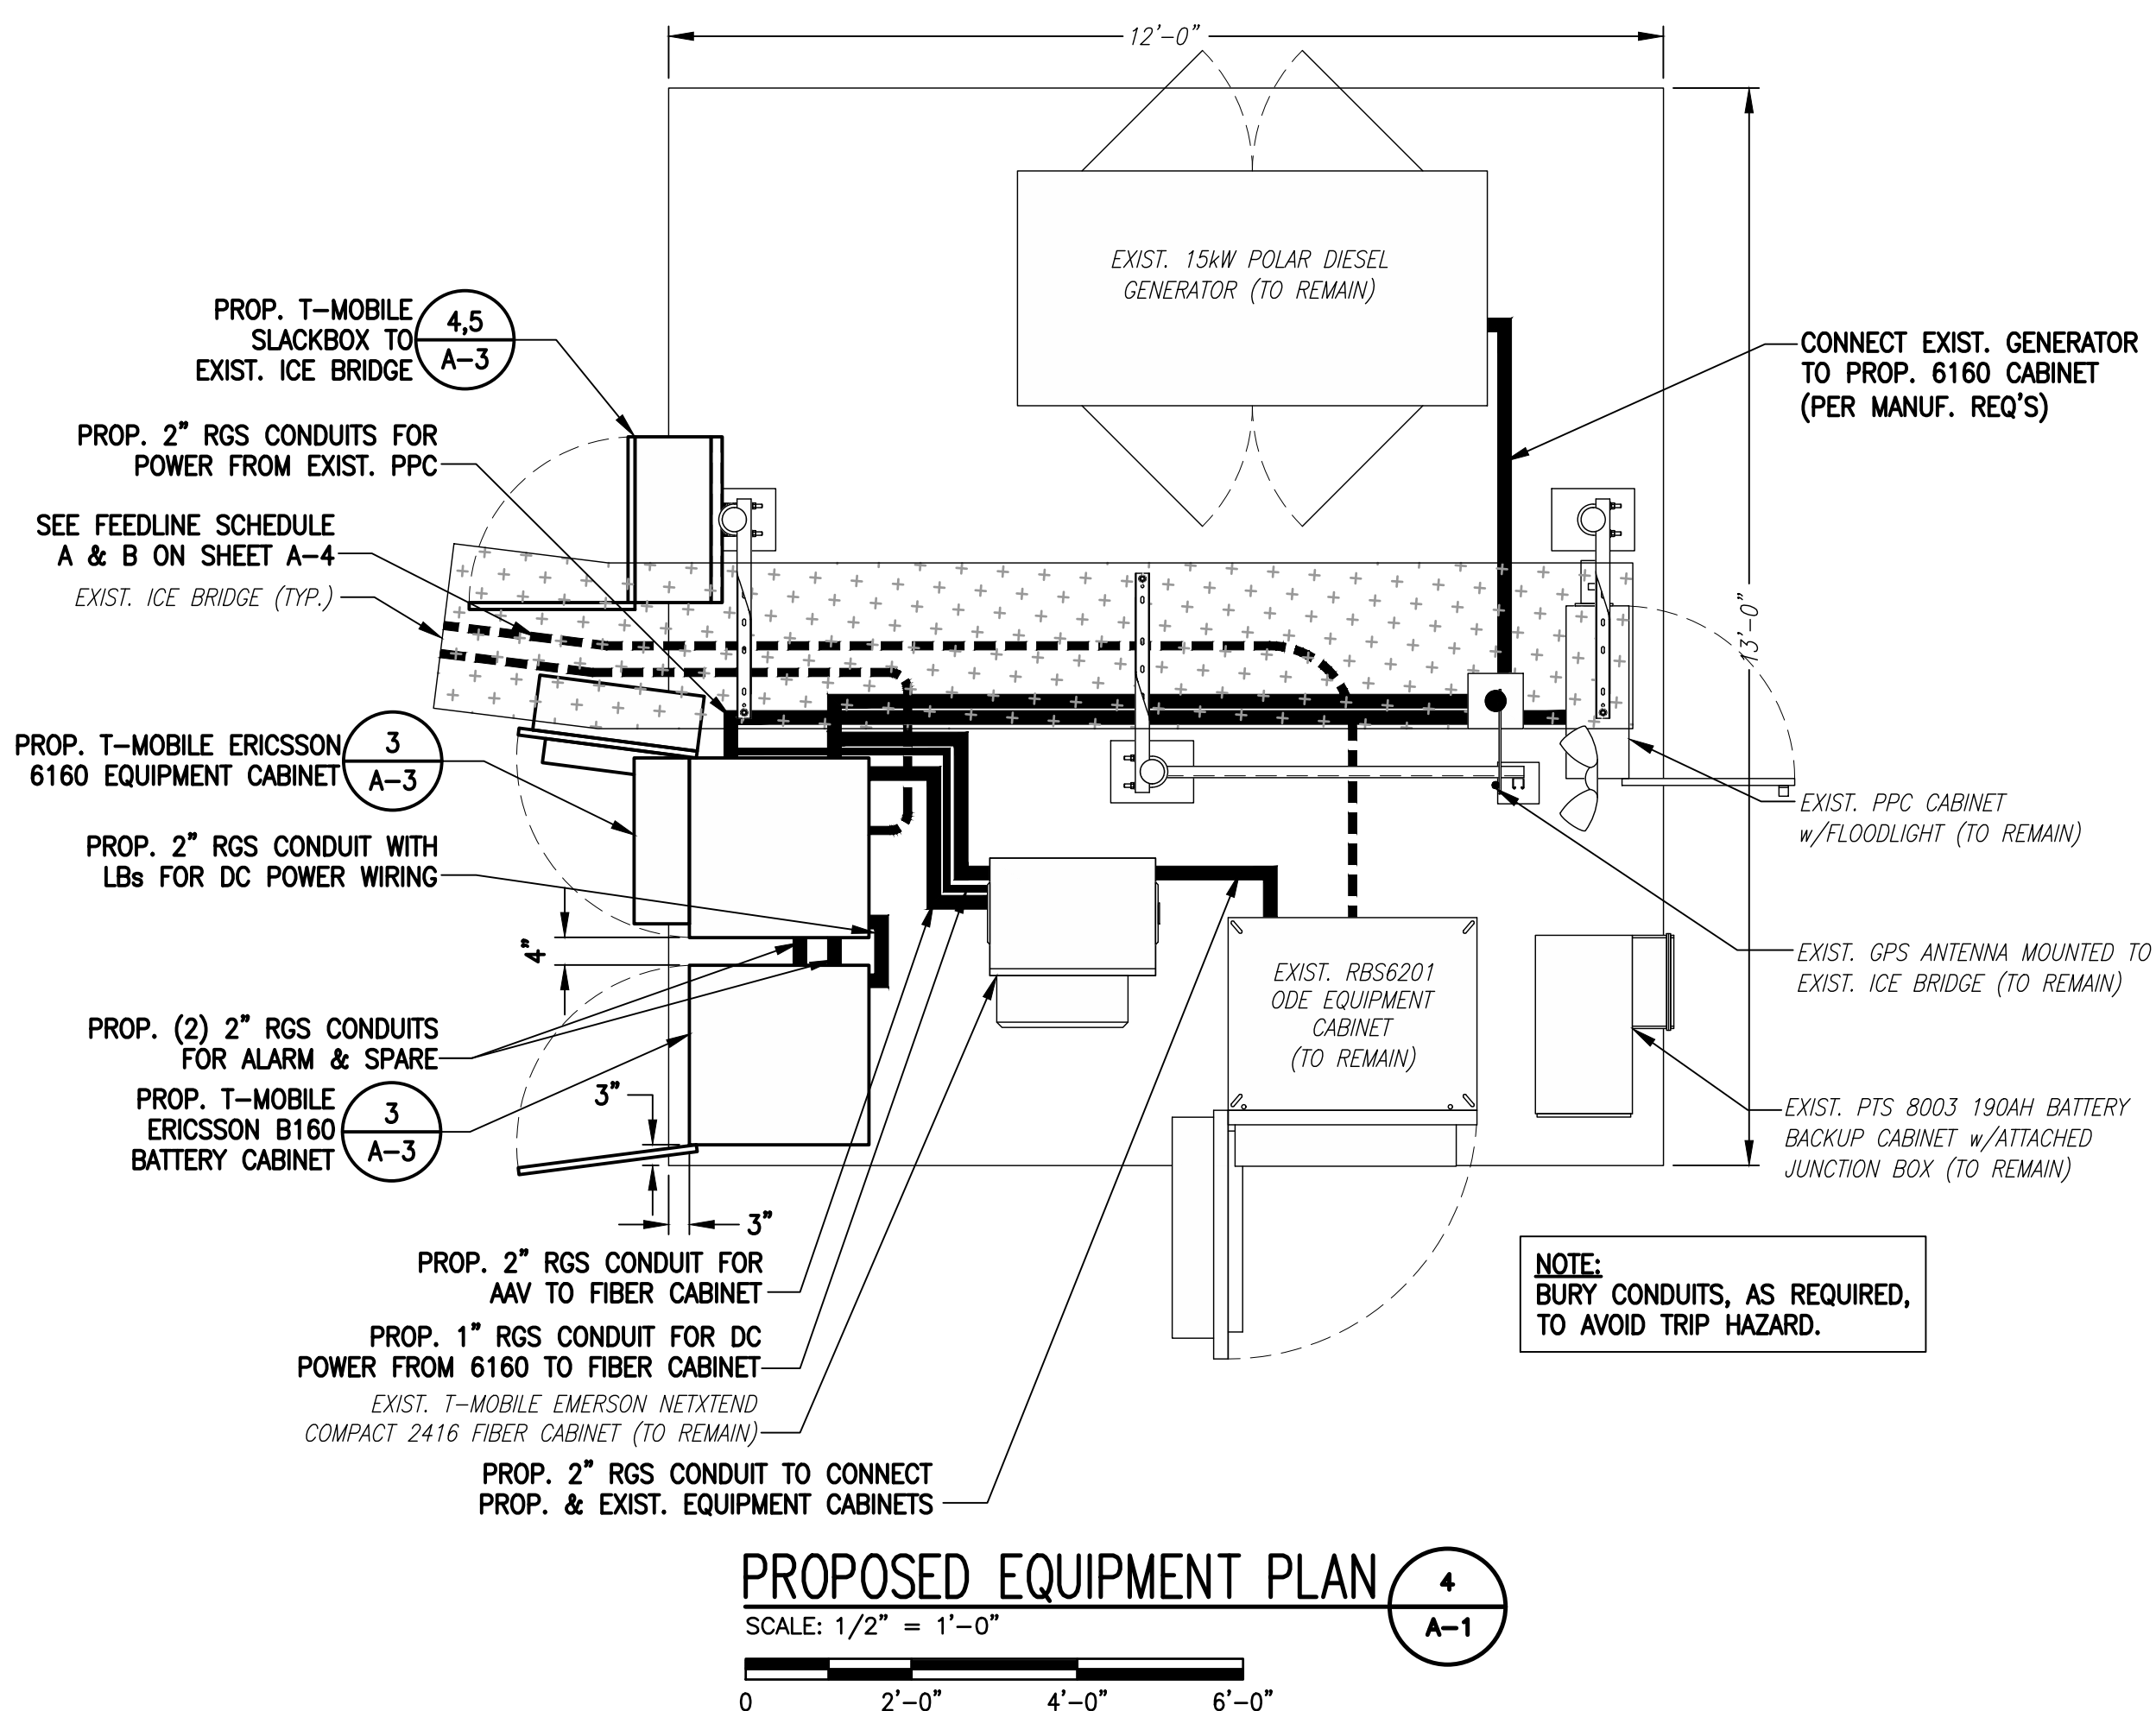 12'-0"
EXIST. 15kW POLAR DIESEL
GENERATOR (TO REMAIN)
PROP. T-MOBILE
SLACKBOX TO
EXIST. ICE BRIDGE
4,5
A-3
PROP. 2" RGS CONDUITS FOR
POWER FROM EXIST. PPC
SEE FEEDLINE SCHEDULE
A & B ON SHEET A-4
EXIST. ICE BRIDGE (TYP.)
CONNECT EXIST. GENERATOR
TO PROP. 6160 CABINET
(PER MANUF. REQ'S)
13'-0"
PROP. T-MOBILE ERICSSON
6160 EQUIPMENT CABINET
3
A-3
PROP. 2" RGS CONDUIT WITH
LBs FOR DC POWER WIRING
4"
EXIST. PPC CABINET
w/FLOODLIGHT (TO REMAIN)
EXIST. GPS ANTENNA MOUNTED TO
EXIST. ICE BRIDGE (TO REMAIN)
EXIST. RBS6201
ODE EQUIPMENT
CABINET
(TO REMAIN)
PROP. (2) 2" RGS CONDUITS
FOR ALARM & SPARE
PROP. T-MOBILE
ERICSSON B160
BATTERY CABINET
3
A-3
3"
3"
EXIST. PTS 8003 190AH BATTERY
BACKUP CABINET w/ATTACHED
JUNCTION BOX (TO REMAIN)
PROP. 2" RGS CONDUIT FOR
AAV TO FIBER CABINET
PROP. 1" RGS CONDUIT FOR DC
POWER FROM 6160 TO FIBER CABINET
EXIST. T-MOBILE EMERSON NETXTEND
COMPACT 2416 FIBER CABINET (TO REMAIN)
PROP. 2" RGS CONDUIT TO CONNECT
PROP. & EXIST. EQUIPMENT CABINETS
NOTE:
BURY CONDUITS, AS REQUIRED,
TO AVOID TRIP HAZARD.
PROPOSED EQUIPMENT PLAN
4
A-1
SCALE: 1/2" = 1'-0"
0 2'-0" 4'-0" 6'-0"